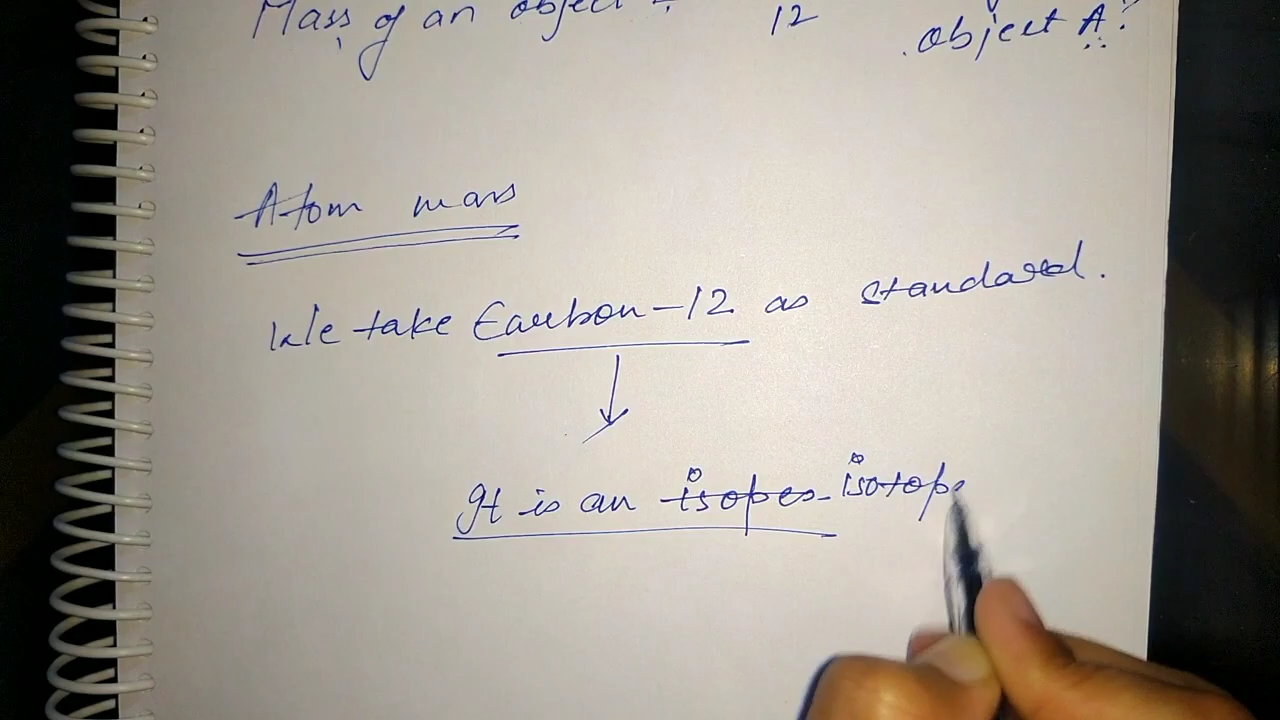 Mass of an object
12
object A?
Atom mass
We take Carbon-12 as standard.
It is an isopes isotope